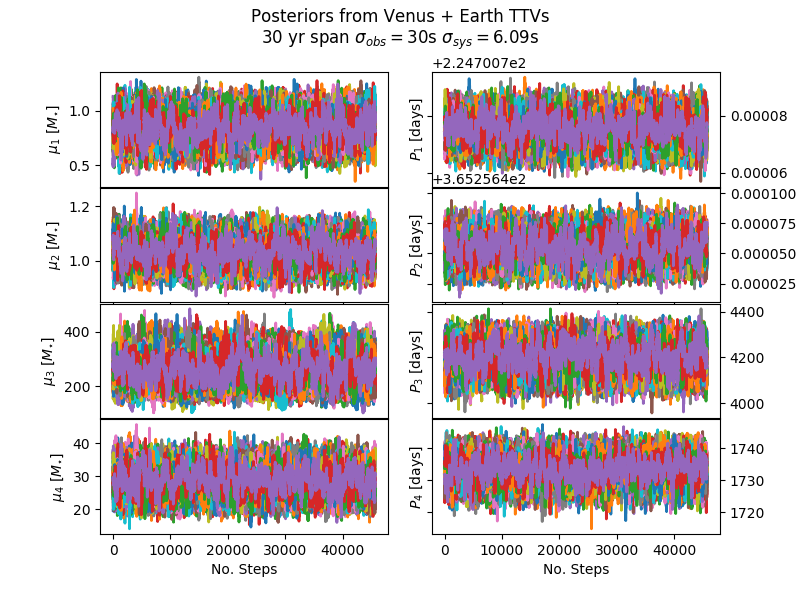 Posteriors from Venus + Earth TTVs
30 yr span σ_obs = 30s σ_sys = 6.09s
+2.247007e2
μ₁ [M⋆]
1.0
0.5
P₁ [days]
0.00008
0.00006
+3.652564e2
μ₂ [M⋆]
1.2
1.0
P₂ [days]
0.000100
0.000075
0.000050
0.000025
μ₃ [M⋆]
400
200
P₃ [days]
4400
4200
4000
μ₄ [M⋆]
40
30
20
P₄ [days]
1740
1730
1720
0 10000 20000 30000 40000
0 10000 20000 30000 40000
No. Steps
No. Steps